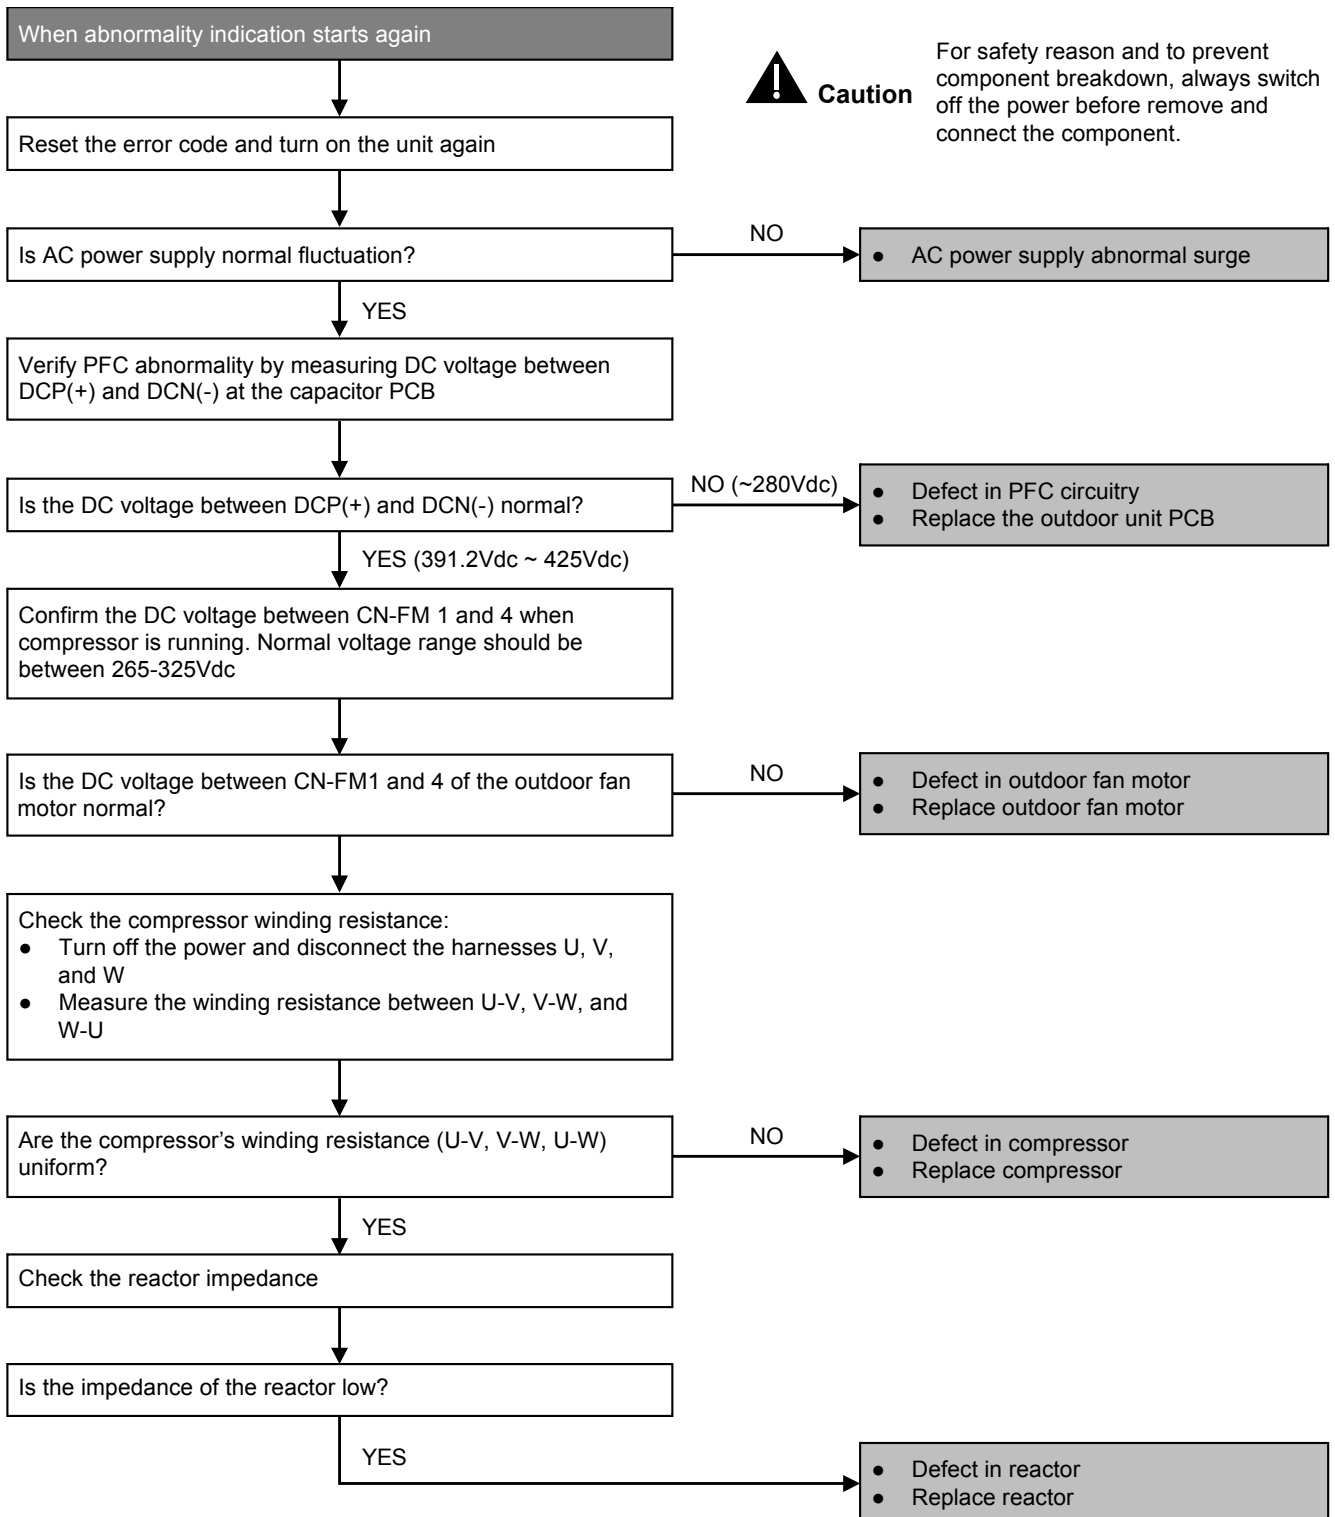 When abnormality indication starts again
Caution
For safety reason and to prevent
component breakdown, always switch
off the power before remove and
connect the component.
Reset the error code and turn on the unit again
Is AC power supply normal fluctuation?
NO
● AC power supply abnormal surge
YES
Verify PFC abnormality by measuring DC voltage between
DCP(+) and DCN(-) at the capacitor PCB
Is the DC voltage between DCP(+) and DCN(-) normal?
NO (~280Vdc)
● Defect in PFC circuitry
● Replace the outdoor unit PCB
YES (391.2Vdc ~ 425Vdc)
Confirm the DC voltage between CN-FM 1 and 4 when
compressor is running. Normal voltage range should be
between 265-325Vdc
Is the DC voltage between CN-FM1 and 4 of the outdoor fan
motor normal?
NO
● Defect in outdoor fan motor
● Replace outdoor fan motor
Check the compressor winding resistance:
● Turn off the power and disconnect the harnesses U, V,
and W
● Measure the winding resistance between U-V, V-W, and
W-U
Are the compressor’s winding resistance (U-V, V-W, U-W)
uniform?
NO
● Defect in compressor
● Replace compressor
YES
Check the reactor impedance
Is the impedance of the reactor low?
YES
● Defect in reactor
● Replace reactor